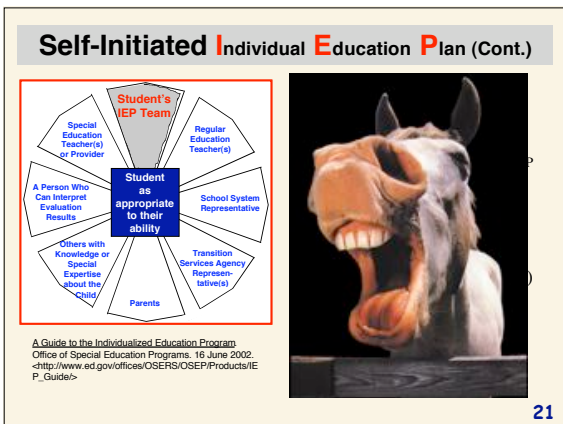 Self-Initiated Individual Education Plan (Cont.)
Student's
IEP Team
Regular
Education
Teacher(s)
School System
Representative
Transition
Services Agency
Represen-
tative(s)
Parents
Others with
Knowledge or
Special
Expertise
about the
Child
A Person Who
Can Interpret
Evaluation
Results
Special
Education
Teacher(s)
or Provider
Student
as
appropriate
to their
ability
A Guide to the Individualized Education Program.
Office of Special Education Programs. 16 June 2002.
<http://www.ed.gov/offices/OSERS/OSEP/Products/IE
P_Guide/>
P
)
21